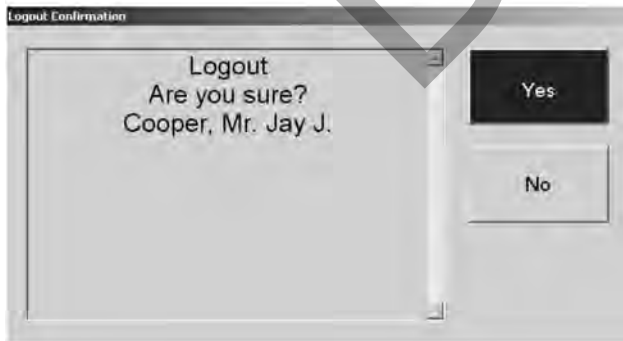 Logout Confirmation
Logout
Are you sure?
Cooper, Mr. Jay J.
Yes
No